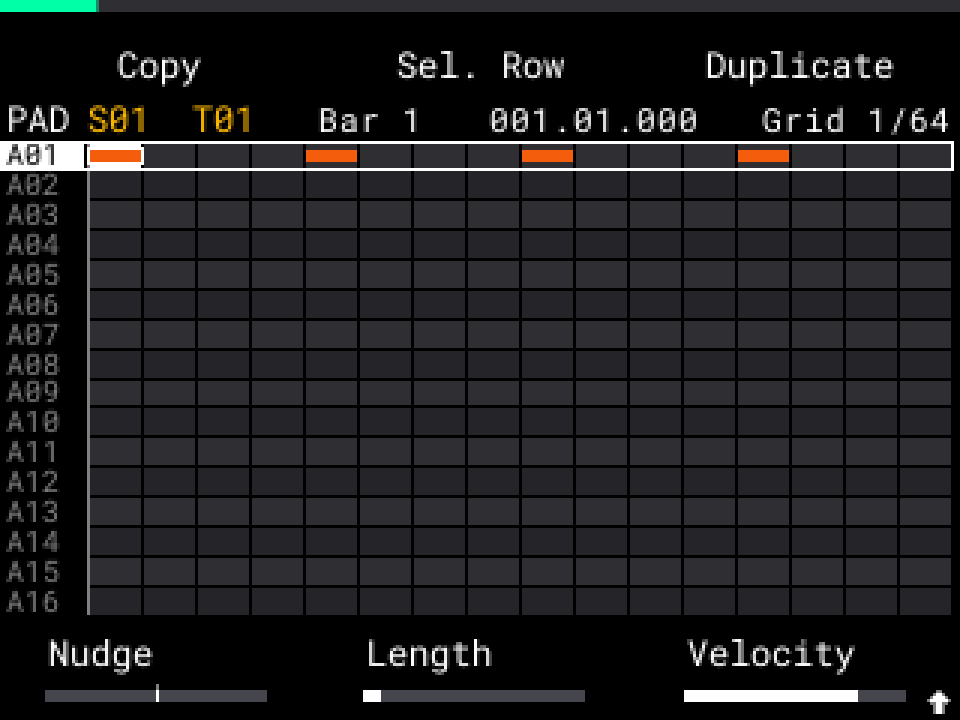 Copy Sel. Row Duplicate
PAD S01 T01 Bar 1 001.01.000 Grid 1/64
A01
A02
A03
A04
A05
A06
A07
A08
A09
A10
A11
A12
A13
A14
A15
A16
Nudge Length Velocity